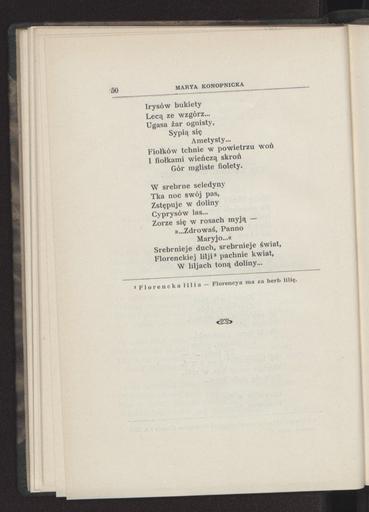 50
MARYA KONOPNICKA
Irysów bukiety
Lecą ze wzgórz...
Ugasa żar ognisty,
Sypią się
Ametysty...
Fiołków tchnie w powietrzu woń
I fiołkami wieńczą skroń
Gór mgliste fiolety.
W srebrne seledyny
Tka noc swój pas,
Zstępuje w doliny
Cyprysów las...
Zorze się w rosach myją —
»...Zdrowaś, Panno
Maryjo...«
Srebrnieje duch, srebrnieje świat,
Florenckiej lilji¹ pachnie kwiat,
W liljach toną doliny...
¹ Florencka lilia — Florencya ma za herb lilię.